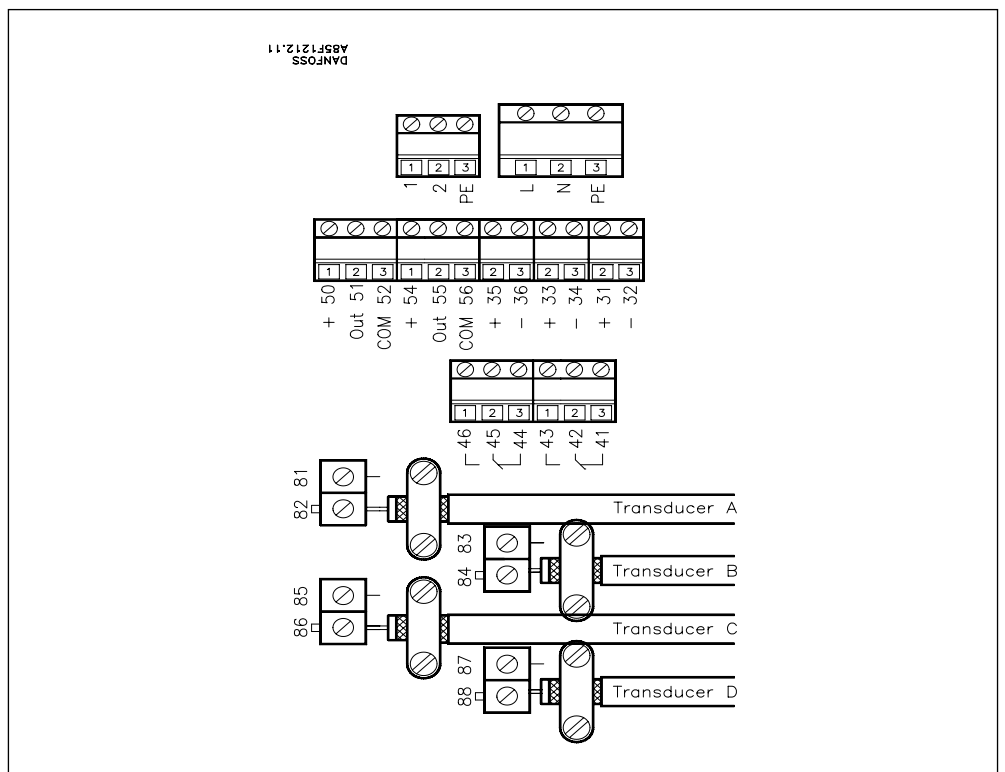 DANFOSS
A85F1212.11
1 2 3
1 2 3
1 2 PE
L N PE
1 2 3 1 2 3 2 3 2 3 2 3
+ 50
Out 51
COM 52
+ 54
Out 55
COM 56
+ 35
- 36
+ 33
- 34
+ 31
- 32
1 2 3 1 2 3
46
45
44
43
42
41
81
82
Transducer A
83
84
Transducer B
85
86
Transducer C
87
88
Transducer D